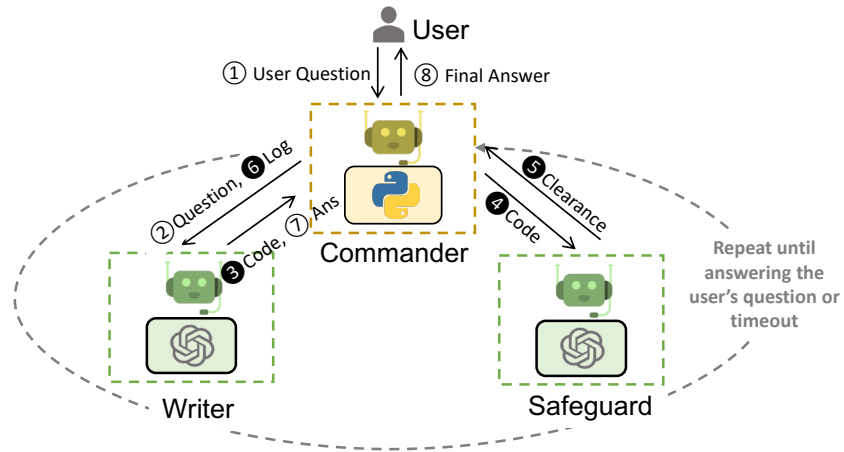 User
① User Question
⑧ Final Answer
② Question, ❻ Log
❸ Code, ⑦ Ans
Commander
❺ Clearance
❹ Code
Repeat until
answering the
user's question or
timeout
Writer
Safeguard